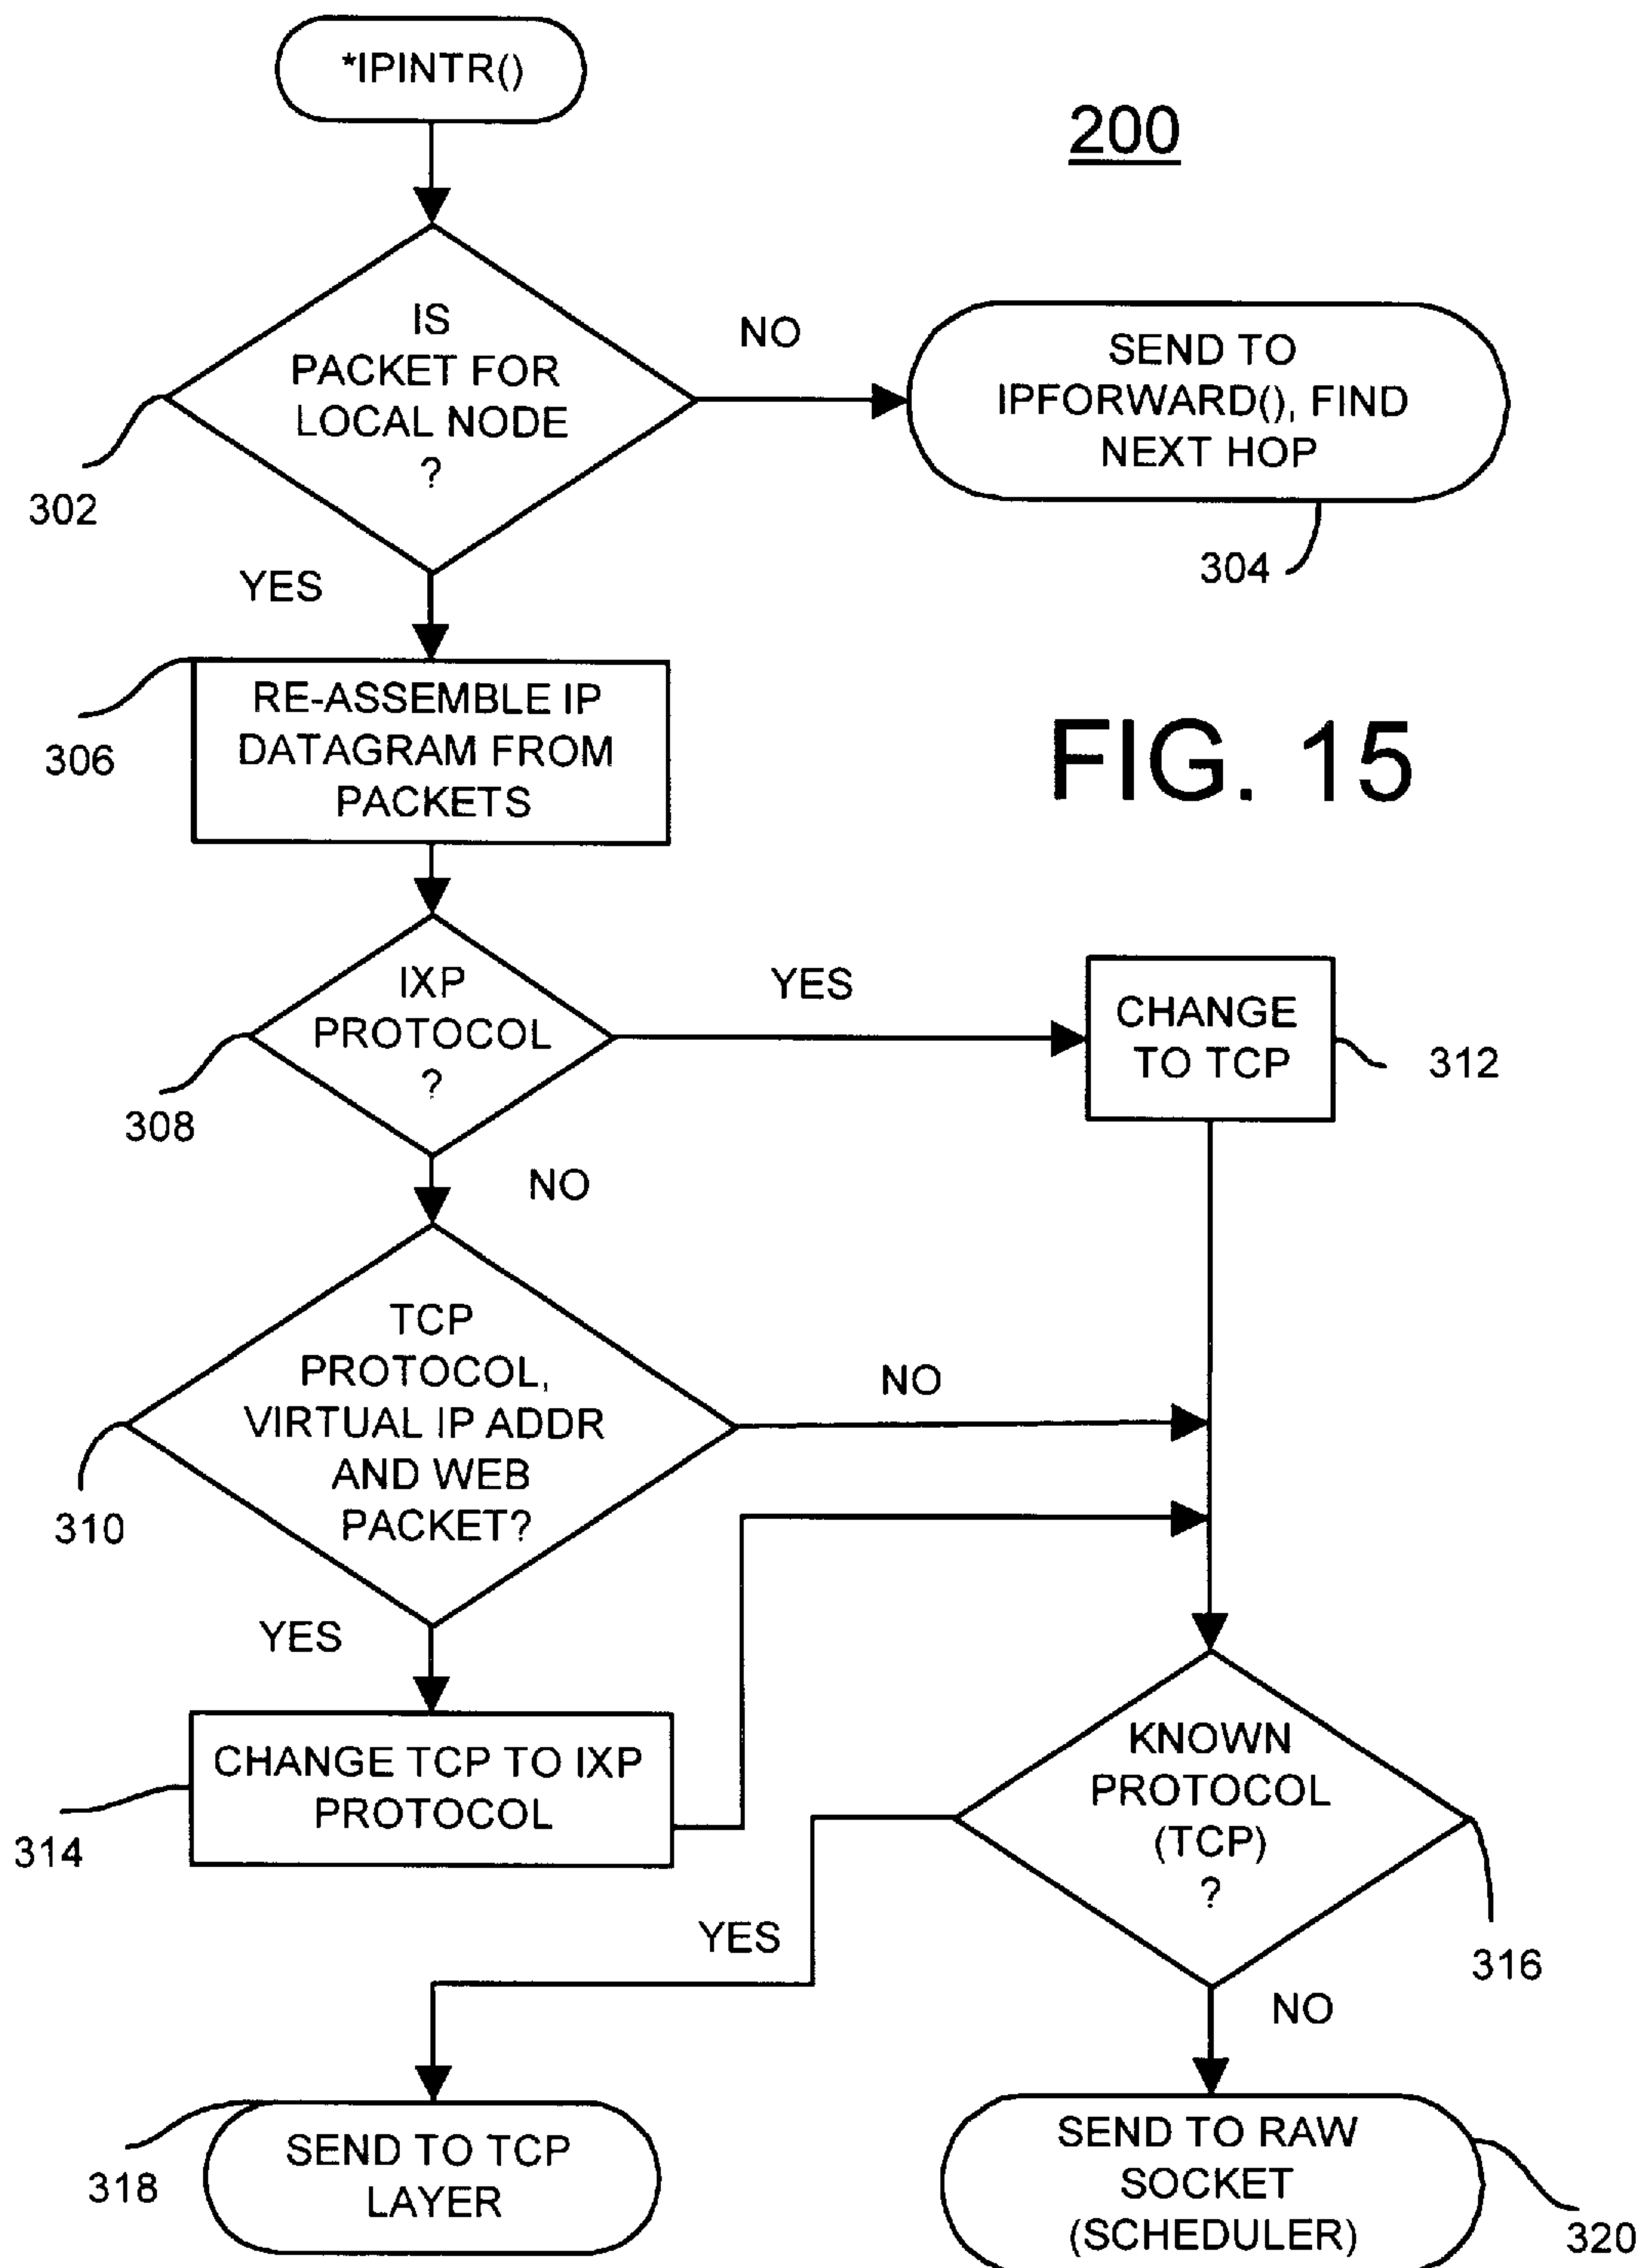 *IPINTR()
200
IS
PACKET FOR
LOCAL NODE
?
NO
SEND TO
IPFORWARD(), FIND
NEXT HOP
302
304
YES
RE-ASSEMBLE IP
DATAGRAM FROM
PACKETS
306
FIG. 15
IXP
PROTOCOL
?
YES
CHANGE
TO TCP
312
308
NO
TCP
PROTOCOL,
VIRTUAL IP ADDR
AND WEB
PACKET?
NO
310
YES
CHANGE TCP TO IXP
PROTOCOL
314
KNOWN
PROTOCOL
(TCP)
?
YES
316
NO
SEND TO TCP
LAYER
318
SEND TO RAW
SOCKET
(SCHEDULER)
320